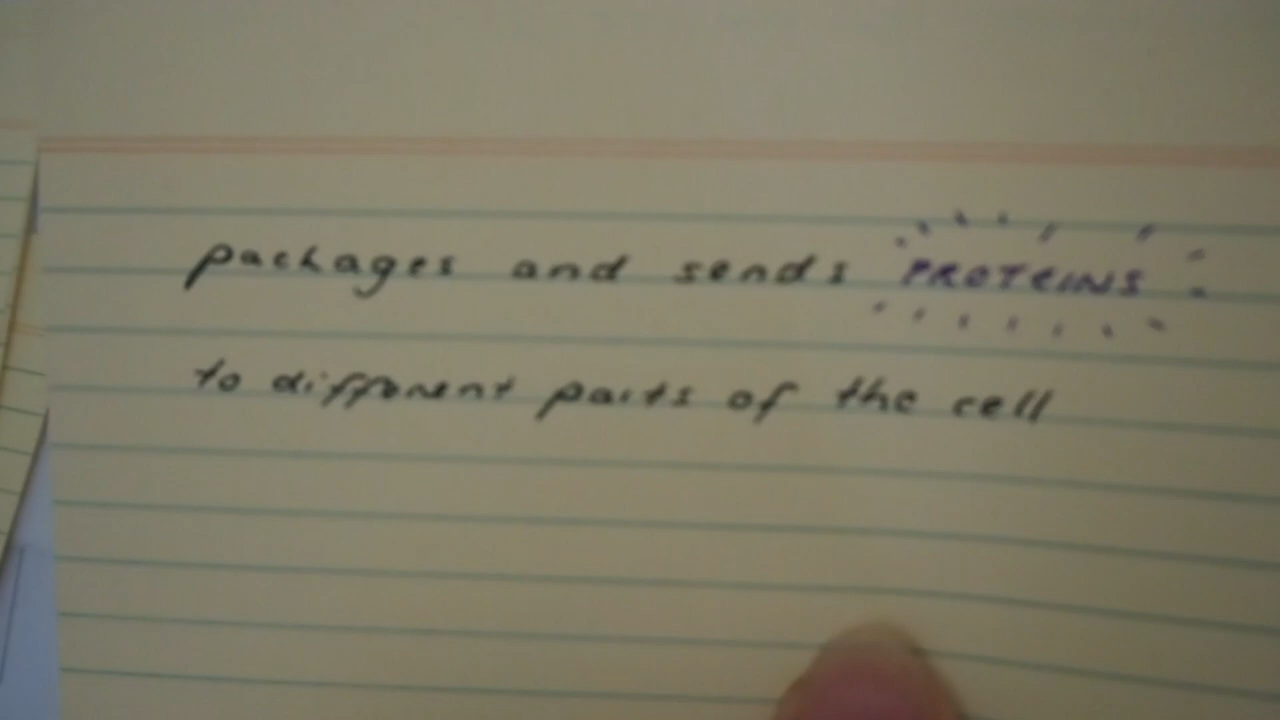 packages and sends PROTEINS
to different parts of the cell